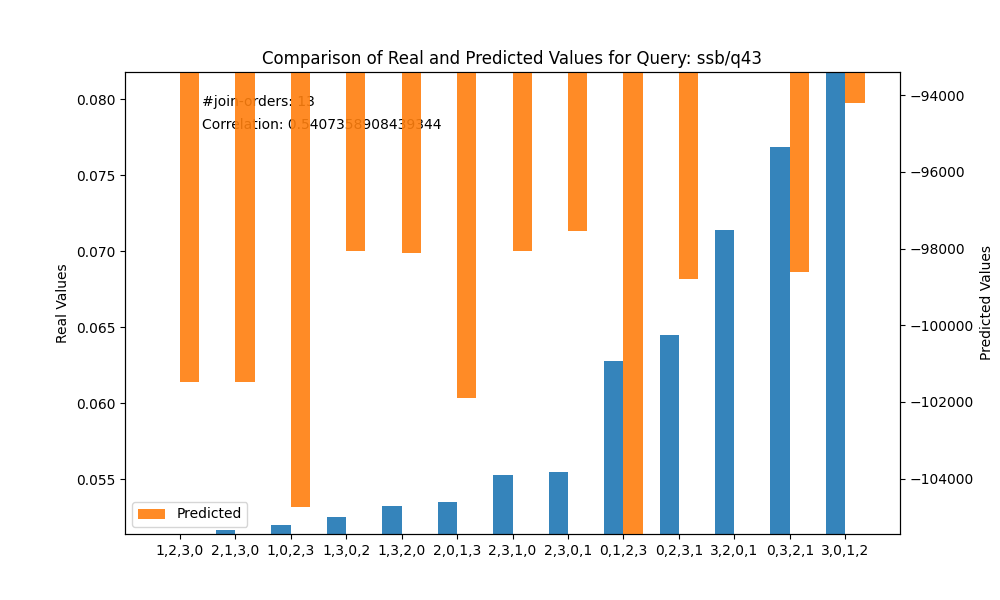 Comparison of Real and Predicted Values for Query: ssb/q43
#join-orders: 13
Correlation: 0.5407358908439344
Real Values
0.080
0.075
0.070
0.065
0.060
0.055
Predicted Values
−94000
−96000
−98000
−100000
−102000
−104000
Predicted
1,2,3,0 2,1,3,0 1,0,2,3 1,3,0,2 1,3,2,0 2,0,1,3 2,3,1,0 2,3,0,1 0,1,2,3 0,2,3,1 3,2,0,1 0,3,2,1 3,0,1,2